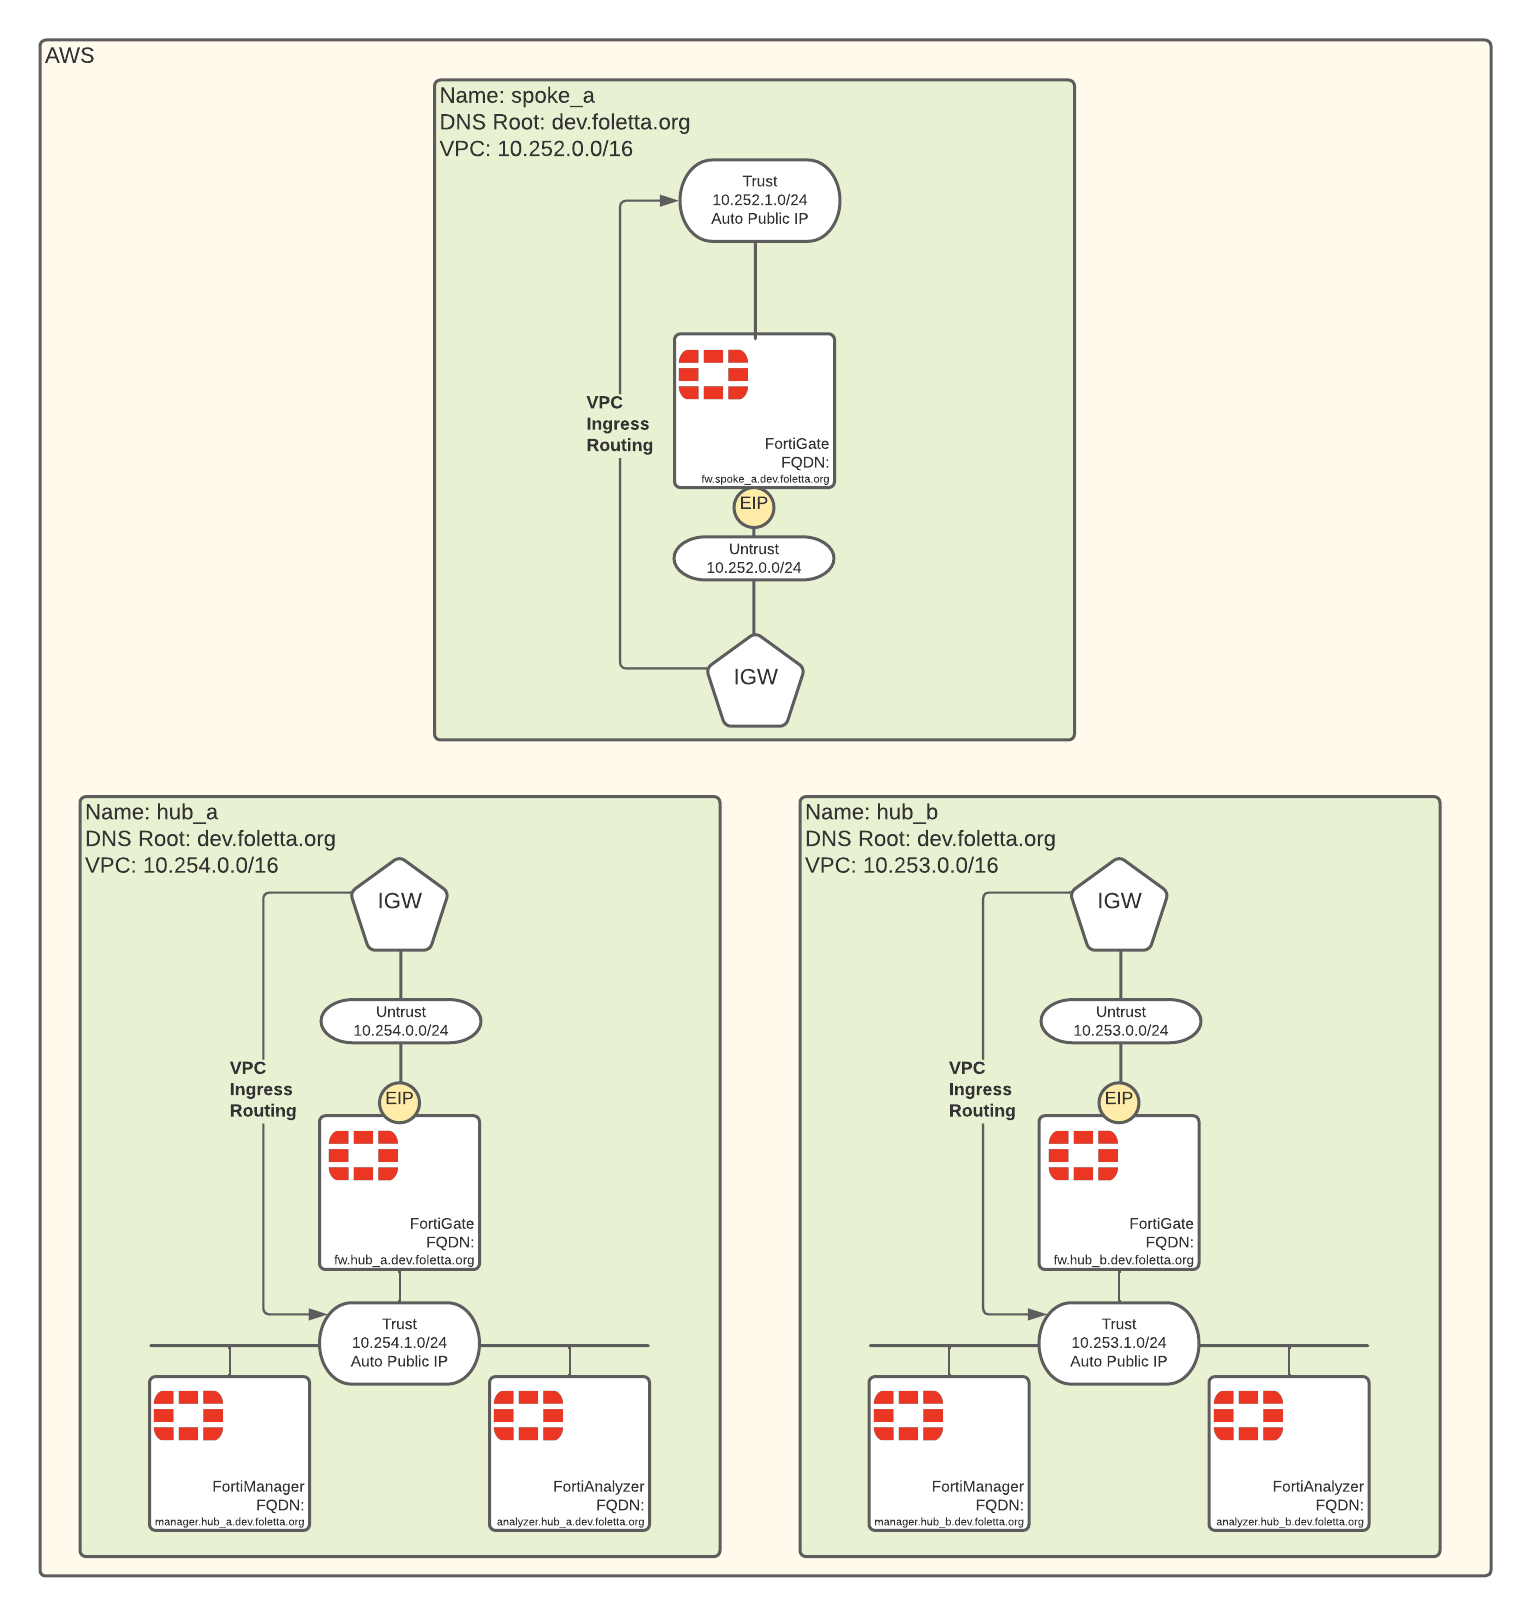 AWS
Name: spoke_a
DNS Root: dev.foletta.org
VPC: 10.252.0.0/16
Trust
10.252.1.0/24
Auto Public IP
VPC
Ingress
Routing
FortiGate
FQDN:
fw.spoke_a.dev.foletta.org
EIP
Untrust
10.252.0.0/24
IGW
Name: hub_a
DNS Root: dev.foletta.org
VPC: 10.254.0.0/16
IGW
Untrust
10.254.0.0/24
VPC
Ingress
Routing
EIP
FortiGate
FQDN:
fw.hub_a.dev.foletta.org
Trust
10.254.1.0/24
Auto Public IP
FortiManager
FQDN:
manager.hub_a.dev.foletta.org
FortiAnalyzer
FQDN:
analyzer.hub_a.dev.foletta.org
Name: hub_b
DNS Root: dev.foletta.org
VPC: 10.253.0.0/16
IGW
Untrust
10.253.0.0/24
VPC
Ingress
Routing
EIP
FortiGate
FQDN:
fw.hub_b.dev.foletta.org
Trust
10.253.1.0/24
Auto Public IP
FortiManager
FQDN:
manager.hub_b.dev.foletta.org
FortiAnalyzer
FQDN:
analyzer.hub_b.dev.foletta.org